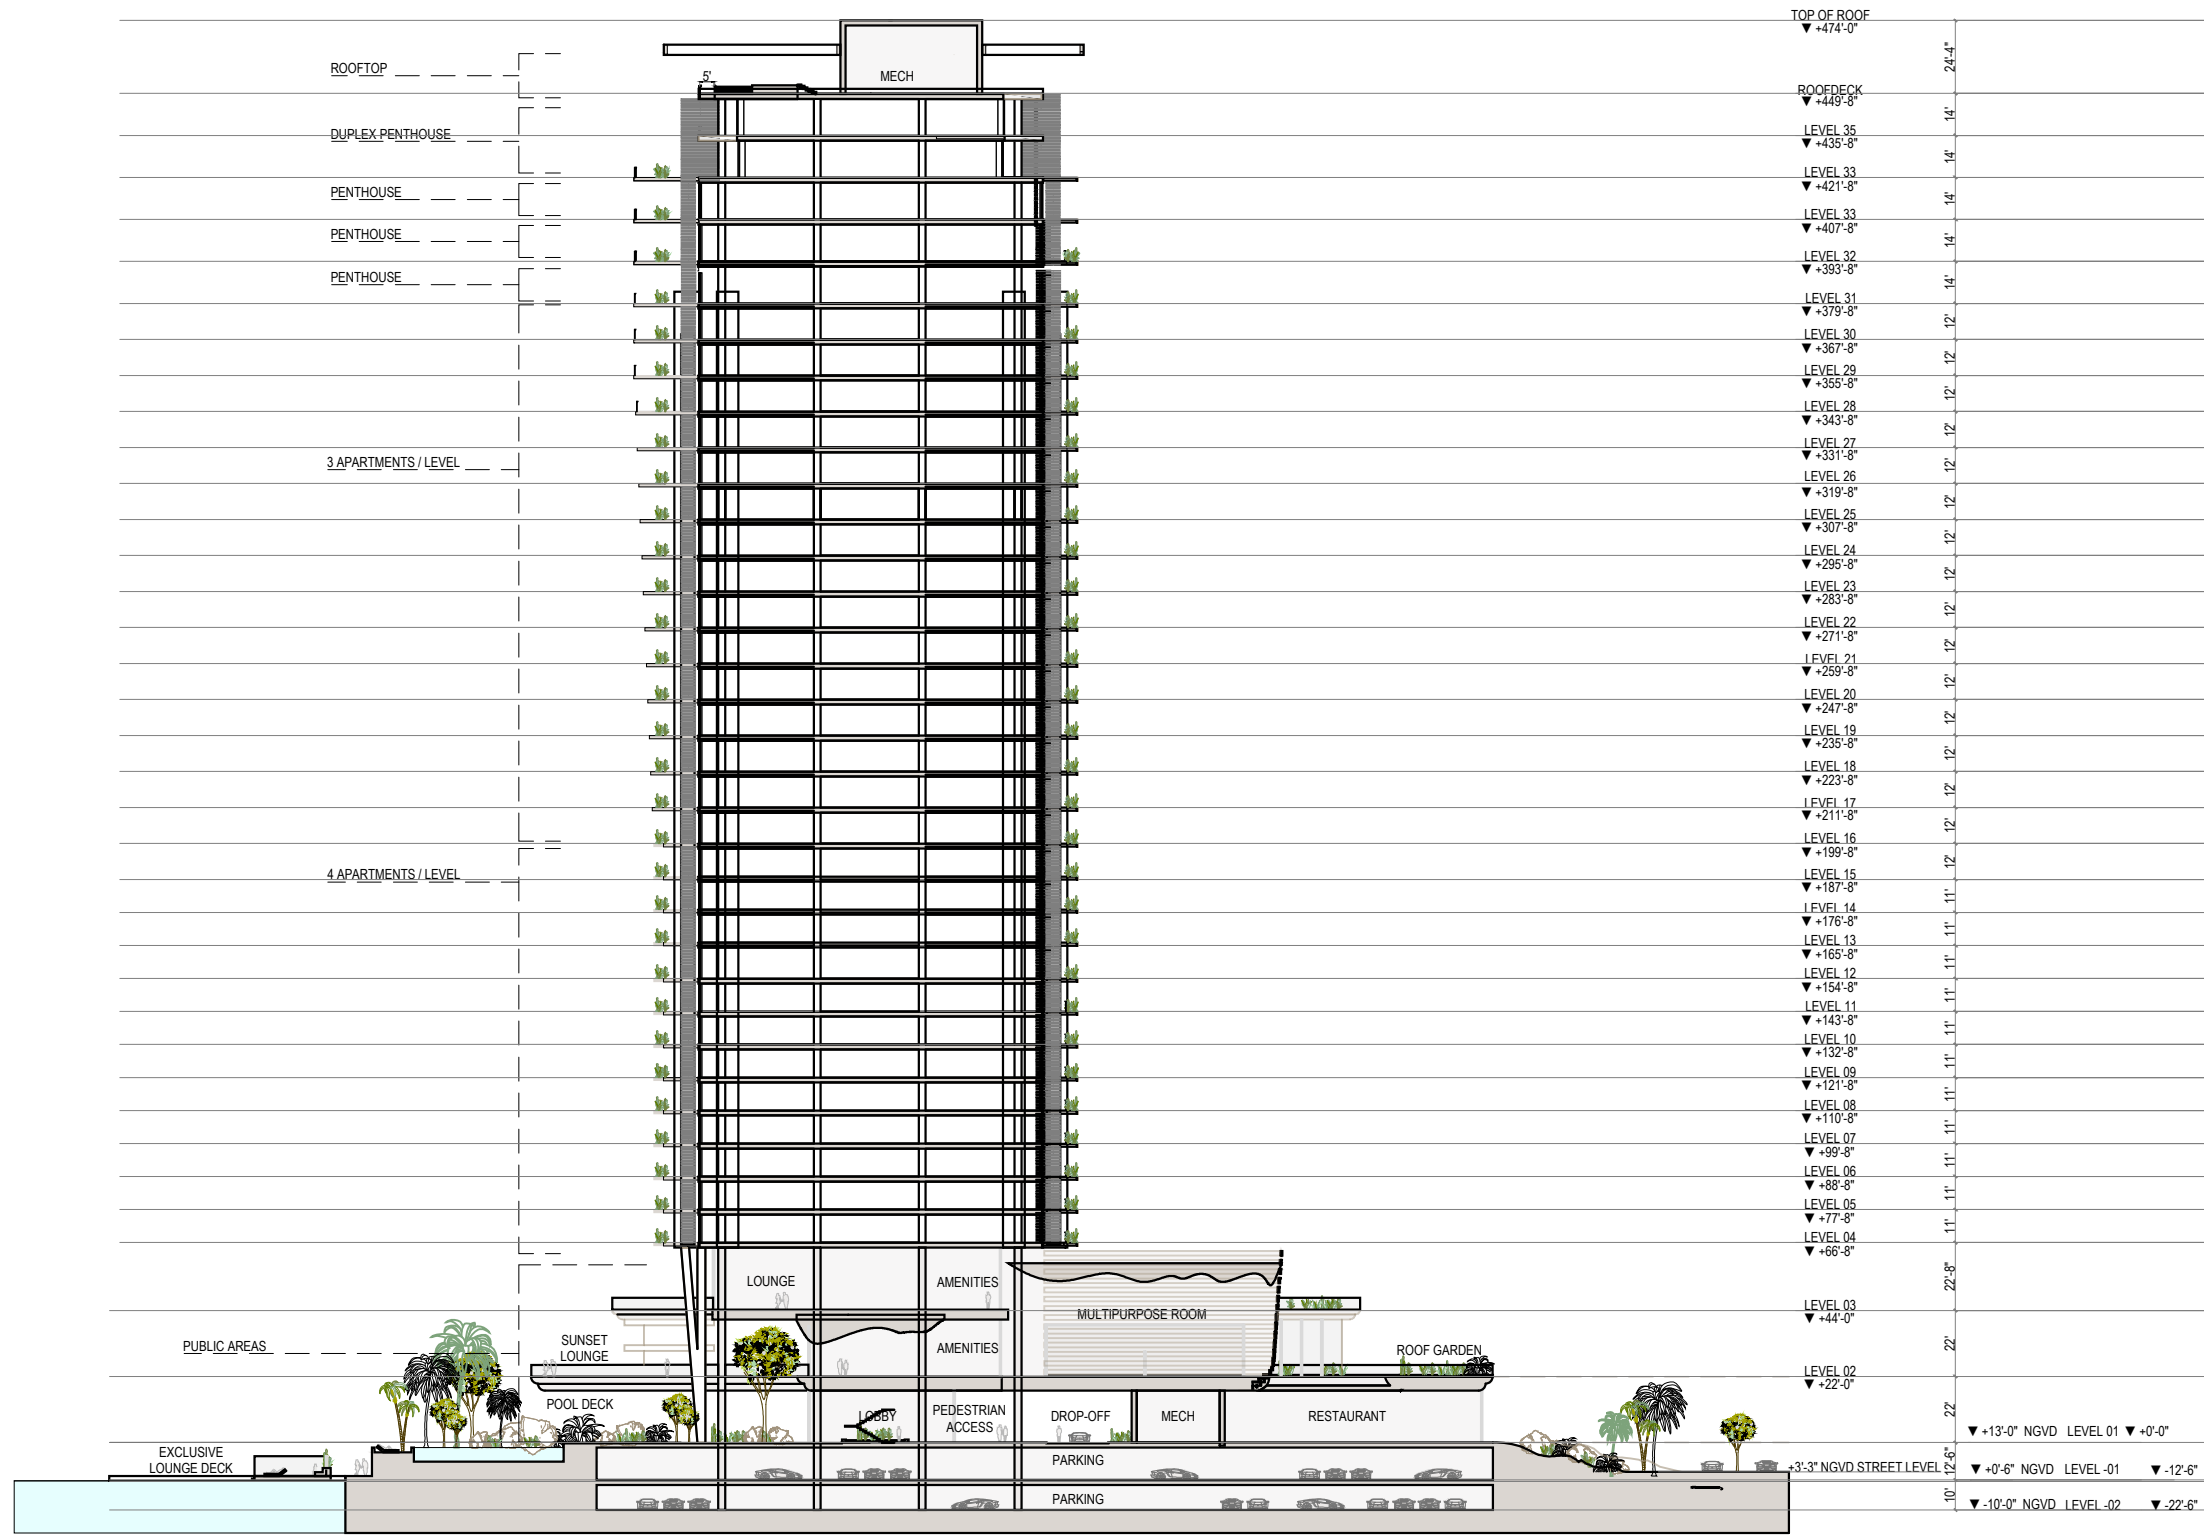 TOP OF ROOF
▼ +474'-0"
24'-4"
ROOFTOP
5'
MECH
ROOFDECK
▼ +449'-8"
14'
DUPLEX PENTHOUSE
LEVEL 35
▼ +435'-8"
14'
LEVEL 33
▼ +421'-8"
PENTHOUSE
14'
LEVEL 33
▼ +407'-8"
PENTHOUSE
14'
LEVEL 32
▼ +393'-8"
PENTHOUSE
14'
LEVEL 31
▼ +379'-8"
12'
LEVEL 30
▼ +367'-8"
12'
LEVEL 29
▼ +355'-8"
12'
LEVEL 28
▼ +343'-8"
12'
LEVEL 27
▼ +331'-8"
3 APARTMENTS / LEVEL
12'
LEVEL 26
▼ +319'-8"
12'
LEVEL 25
▼ +307'-8"
12'
LEVEL 24
▼ +295'-8"
12'
LEVEL 23
▼ +283'-8"
12'
LEVEL 22
▼ +271'-8"
12'
LEVEL 21
▼ +259'-8"
12'
LEVEL 20
▼ +247'-8"
12'
LEVEL 19
▼ +235'-8"
12'
LEVEL 18
▼ +223'-8"
12'
LEVEL 17
▼ +211'-8"
12'
LEVEL 16
▼ +199'-8"
12'
4 APARTMENTS / LEVEL
LEVEL 15
▼ +187'-8"
11'
LEVEL 14
▼ +176'-8"
11'
LEVEL 13
▼ +165'-8"
11'
LEVEL 12
▼ +154'-8"
11'
LEVEL 11
▼ +143'-8"
11'
LEVEL 10
▼ +132'-8"
11'
LEVEL 09
▼ +121'-8"
11'
LEVEL 08
▼ +110'-8"
11'
LEVEL 07
▼ +99'-8"
11'
LEVEL 06
▼ +88'-8"
11'
LEVEL 05
▼ +77'-8"
11'
LEVEL 04
▼ +66'-8"
22'-8"
LOUNGE
AMENITIES
MULTIPURPOSE ROOM
LEVEL 03
▼ +44'-0"
22'
PUBLIC AREAS
SUNSET
LOUNGE
AMENITIES
ROOF GARDEN
LEVEL 02
▼ +22'-0"
22'
POOL DECK
LOBBY
PEDESTRIAN
ACCESS
DROP-OFF
MECH
RESTAURANT
▼ +13'-0" NGVD LEVEL 01 ▼ +0'-0"
EXCLUSIVE
LOUNGE DECK
PARKING
+3'-3" NGVD STREET LEVEL
12'-6"
▼ +0'-6" NGVD LEVEL -01 ▼ -12'-6"
PARKING
10'
▼ -10'-0" NGVD LEVEL -02 ▼ -22'-6"